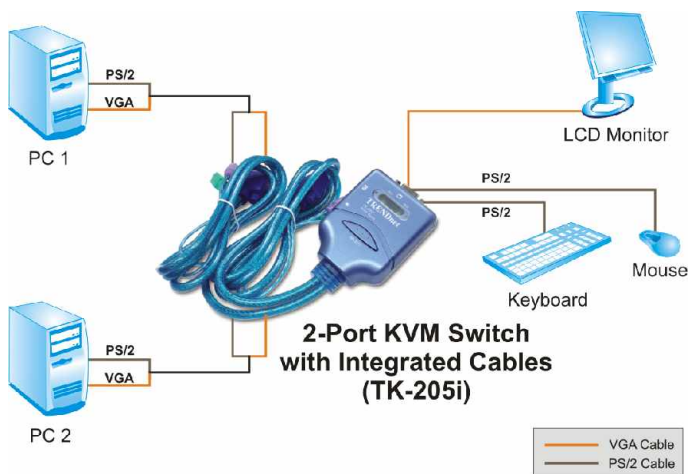 PS/2
VGA
PC 1
LCD Monitor
TRENDnet
PS/2
PS/2
Mouse
Keyboard
2-Port KVM Switch
with Integrated Cables
(TK-205i)
PS/2
VGA
PC 2
VGA Cable
PS/2 Cable